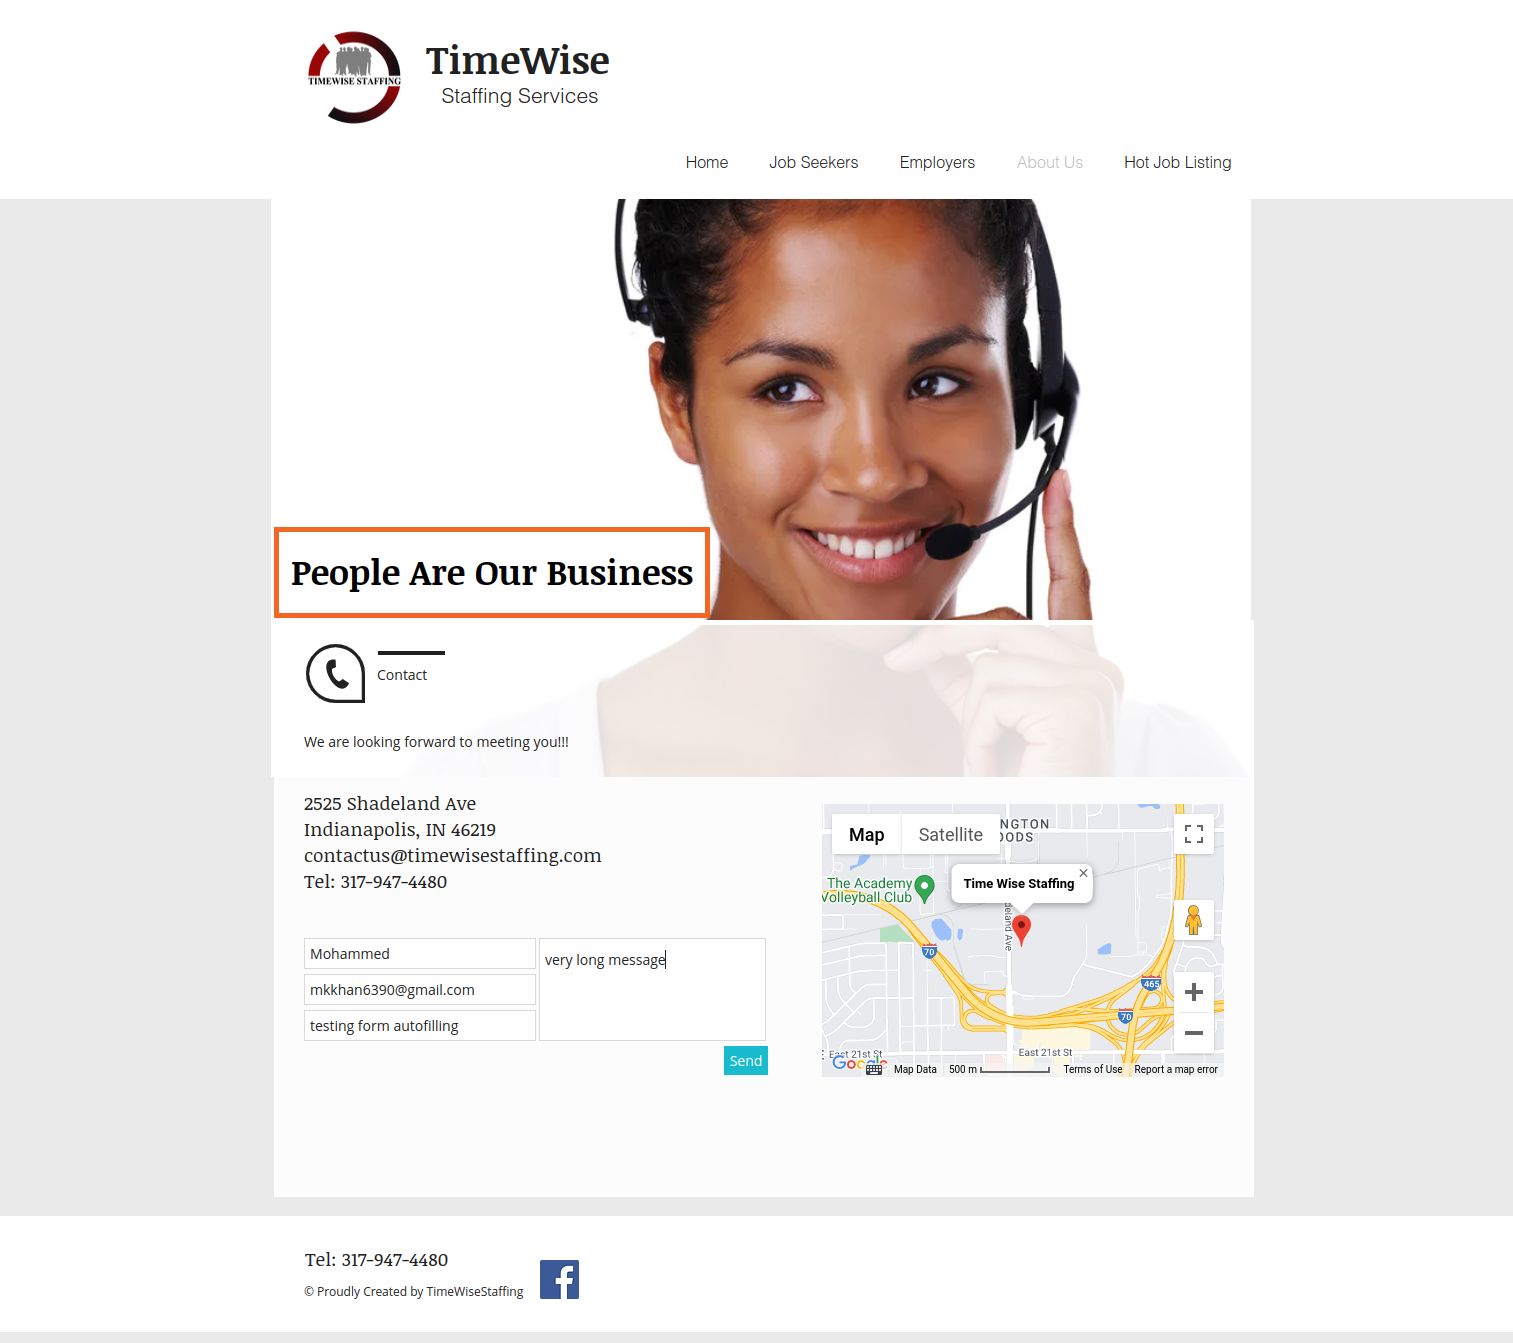 TIMEWISE STAFFING
TimeWise
Staffing Services
Home
Job Seekers
Employers
About Us
Hot Job Listing
People Are Our Business
Contact
We are looking forward to meeting you!!!
2525 Shadeland Ave
Indianapolis, IN 46219
contactus@timewisestaffing.com
Tel: 317-947-4480
Mohammed
mkkhan6390@gmail.com
testing form autofilling
very long message
Send
Map
Satellite
NGTON
OODS
Time Wise Staffing
The Academy
Volleyball Club
eland Ave
70
465
70
East 21st St
East 21st St
Google
Map Data
500 m
Terms of Use
Report a map error
Tel: 317-947-4480
© Proudly Created by TimeWiseStaffing